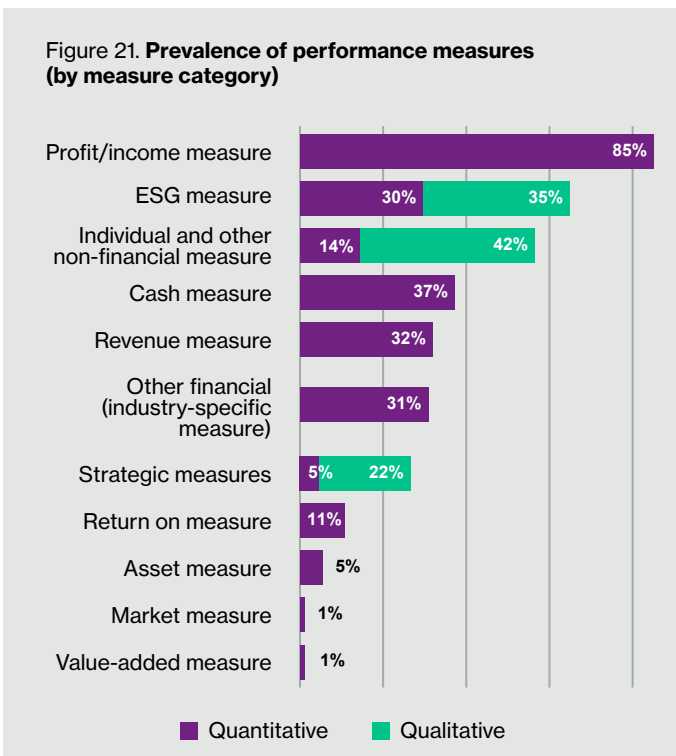 Figure 21. Prevalence of performance measures
(by measure category)
Profit/income measure
85%
ESG measure
30%
35%
Individual and other
non-financial measure
14%
42%
Cash measure
37%
Revenue measure
32%
Other financial
(industry-specific
measure)
31%
Strategic measures
5%
22%
Return on measure
11%
Asset measure
5%
Market measure
1%
Value-added measure
1%
Quantitative
Qualitative